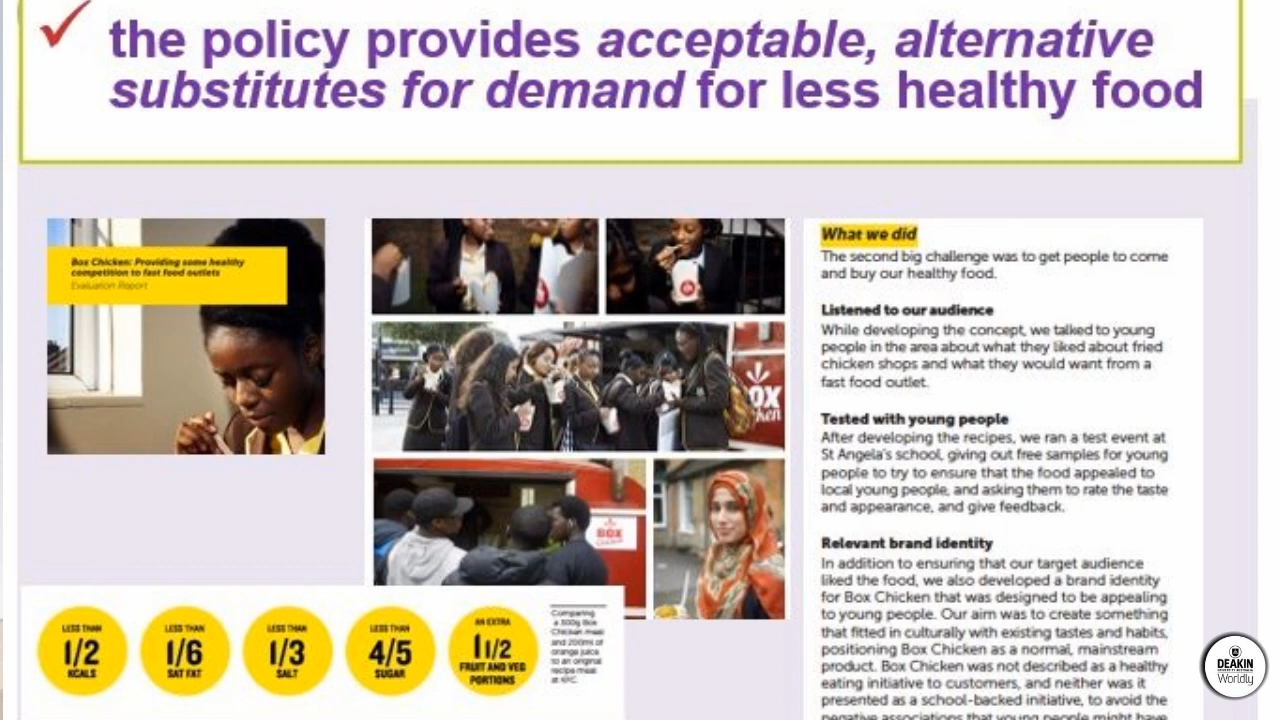 the policy provides acceptable, alternative
substitutes for demand for less healthy food
Box Chicken: Providing some healthy
competition to fast food outlets
Evaluation Report
BOX
BOX
What we did
The second big challenge was to get people to come
and buy our healthy food.
Listened to our audience
While developing the concept, we talked to young
people in the area about what they liked about fried
chicken shops and what they would want from a
fast food outlet.
Tested with young people
After developing the recipes, we ran a test event at
St Angela's school, giving out free samples for young
people to try to ensure that the food appealed to
local young people, and asking them to rate the taste
and appearance, and give feedback.
Relevant brand identity
In addition to ensuring that our target audience
liked the food, we also developed a brand identity
for Box Chicken that was designed to be appealing
to young people. Our aim was to create something
that fitted in culturally with existing tastes and habits,
positioning Box Chicken as a normal, mainstream
product. Box Chicken was not described as a healthy
eating initiative to customers, and neither was it
presented as a school-backed initiative, to avoid the
negative associations that young people might have
LESS THAN
1/2
KCALS
LESS THAN
1/6
SAT FAT
LESS THAN
1/3
SALT
LESS THAN
4/5
SUGAR
AN EXTRA
1 1/2
FRUIT AND VEG
PORTIONS
Comparing
a 300g Box
Chicken meal
and 200ml of
orange juice
to an original
recipe meal
at KFC.
DEAKIN
Worldly